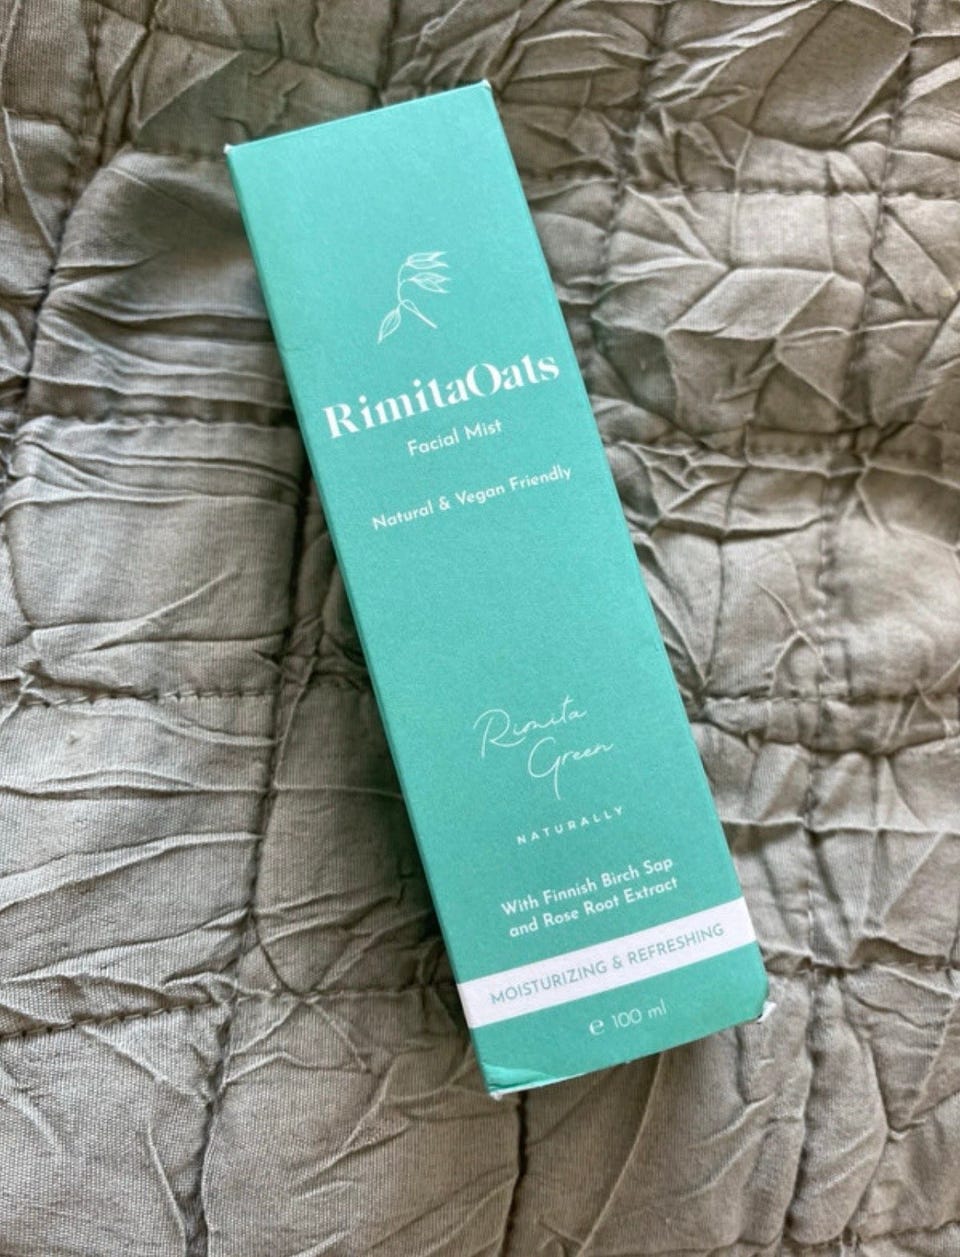 RimitaOats
Facial Mist
Natural & Vegan Friendly
Rimita
Green
NATURALLY
With Finnish Birch Sap
and Rose Root Extract
MOISTURIZING & REFRESHING
℮ 100 ml